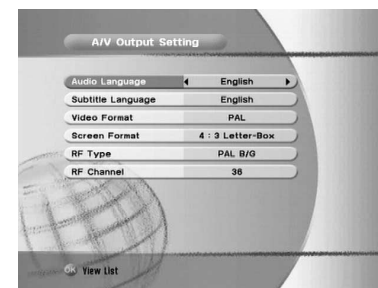 A/V Output Setting
Audio Language English
Subtitle Language English
Video Format PAL
Screen Format 4 : 3 Letter-Box
RF Type PAL B/G
RF Channel 36
OK View List